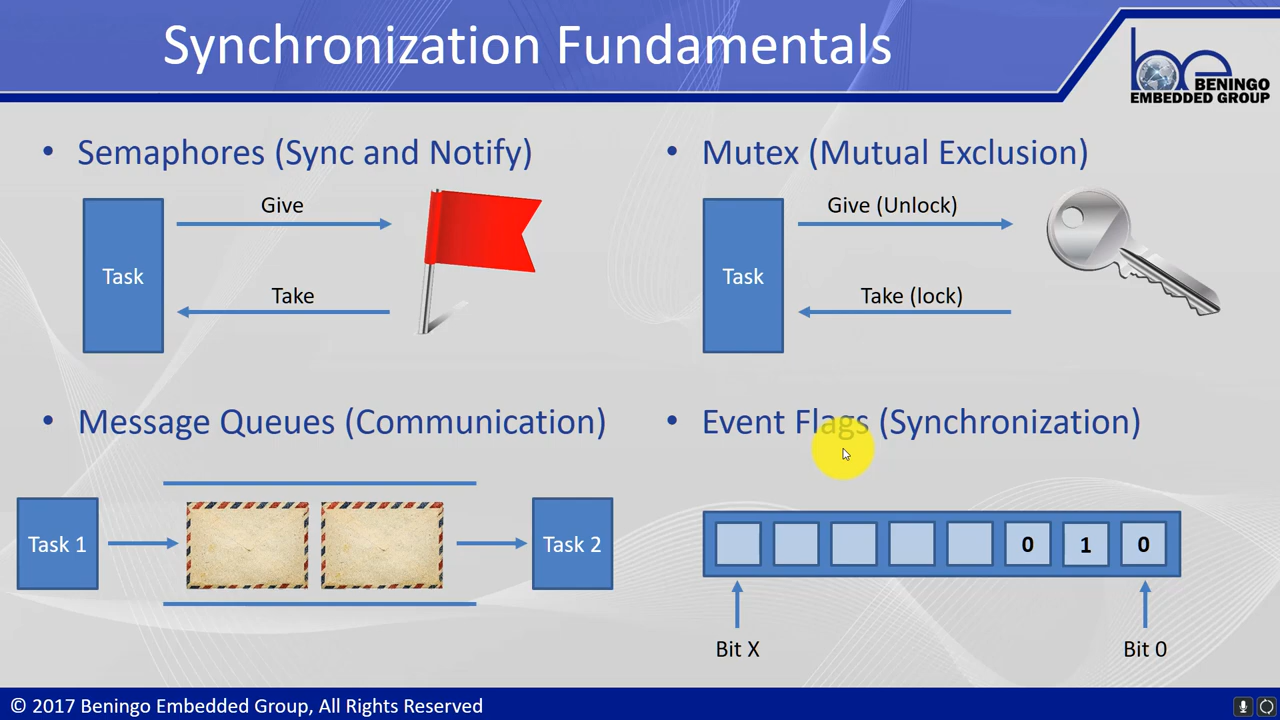 Synchronization Fundamentals
be
BENINGO
EMBEDDED GROUP
• Semaphores (Sync and Notify)
Task
Give
Take
• Mutex (Mutual Exclusion)
Task
Give (Unlock)
Take (lock)
• Message Queues (Communication)
Task 1
Task 2
• Event Flags (Synchronization)
0 1 0
Bit X
Bit 0
© 2017 Beningo Embedded Group, All Rights Reserved